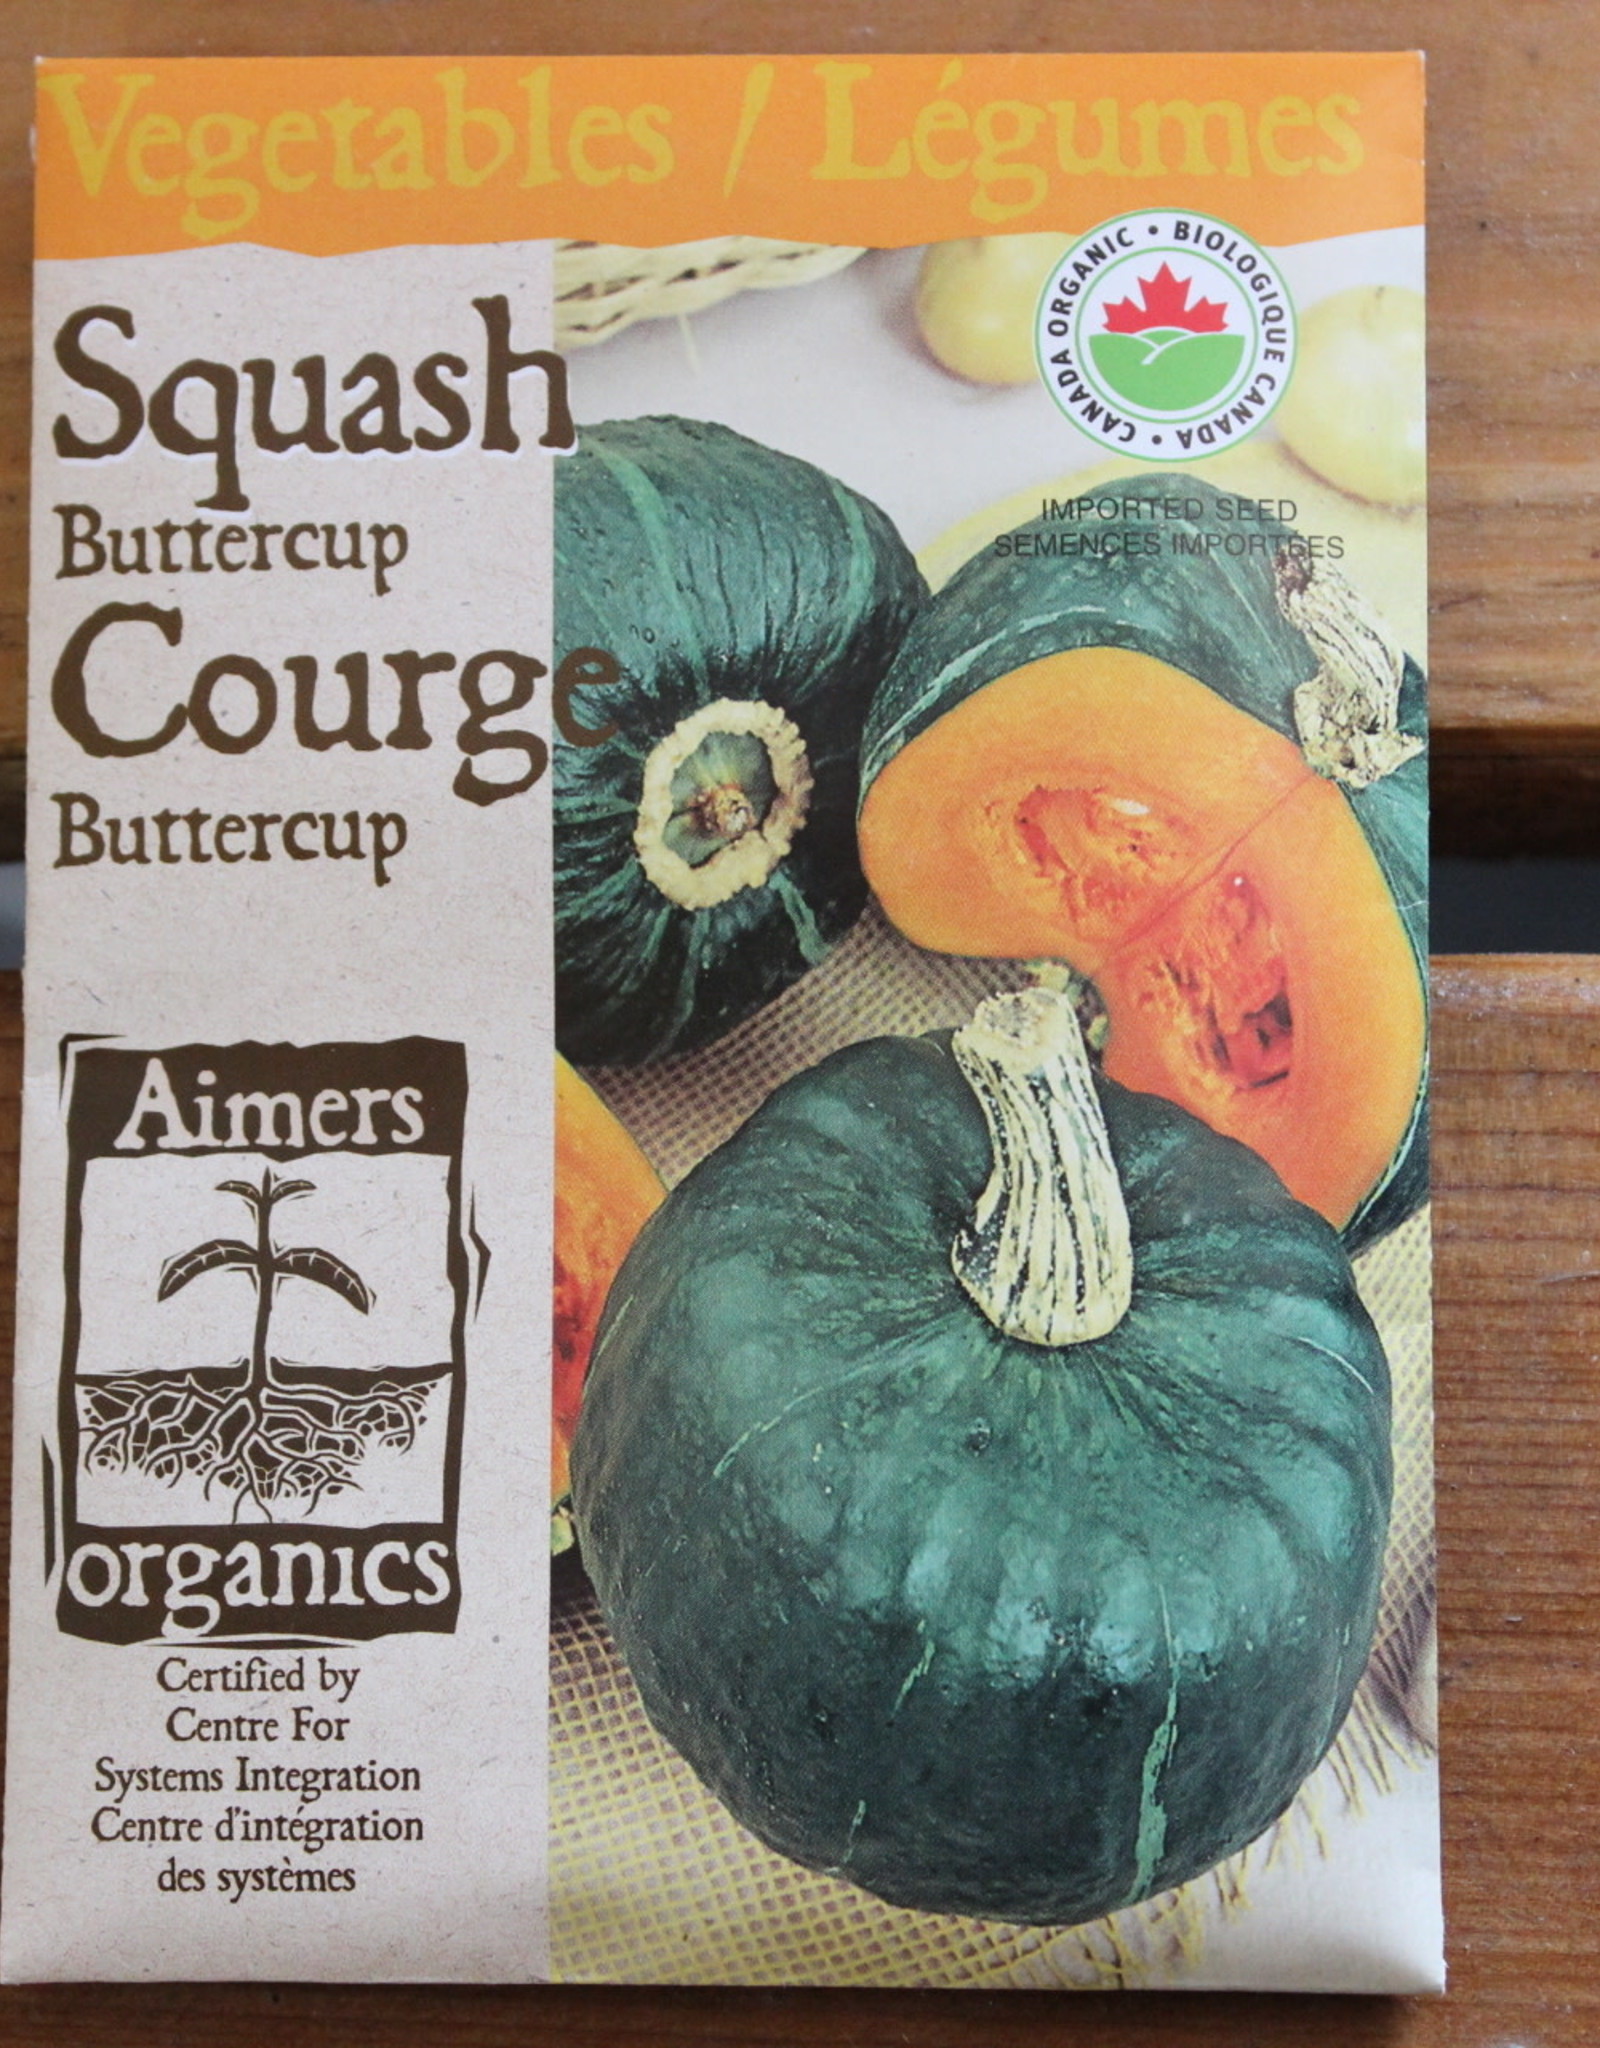 Vegetables / Légumes
CANADA ORGANIC • BIOLOGIQUE CANADA •
Squash
Buttercup
Courge
Buttercup
IMPORTED SEED
SEMENCES IMPORTÉES
Aimers
organics
Certified by
Centre For
Systems Integration
Centre d'intégration
des systèmes